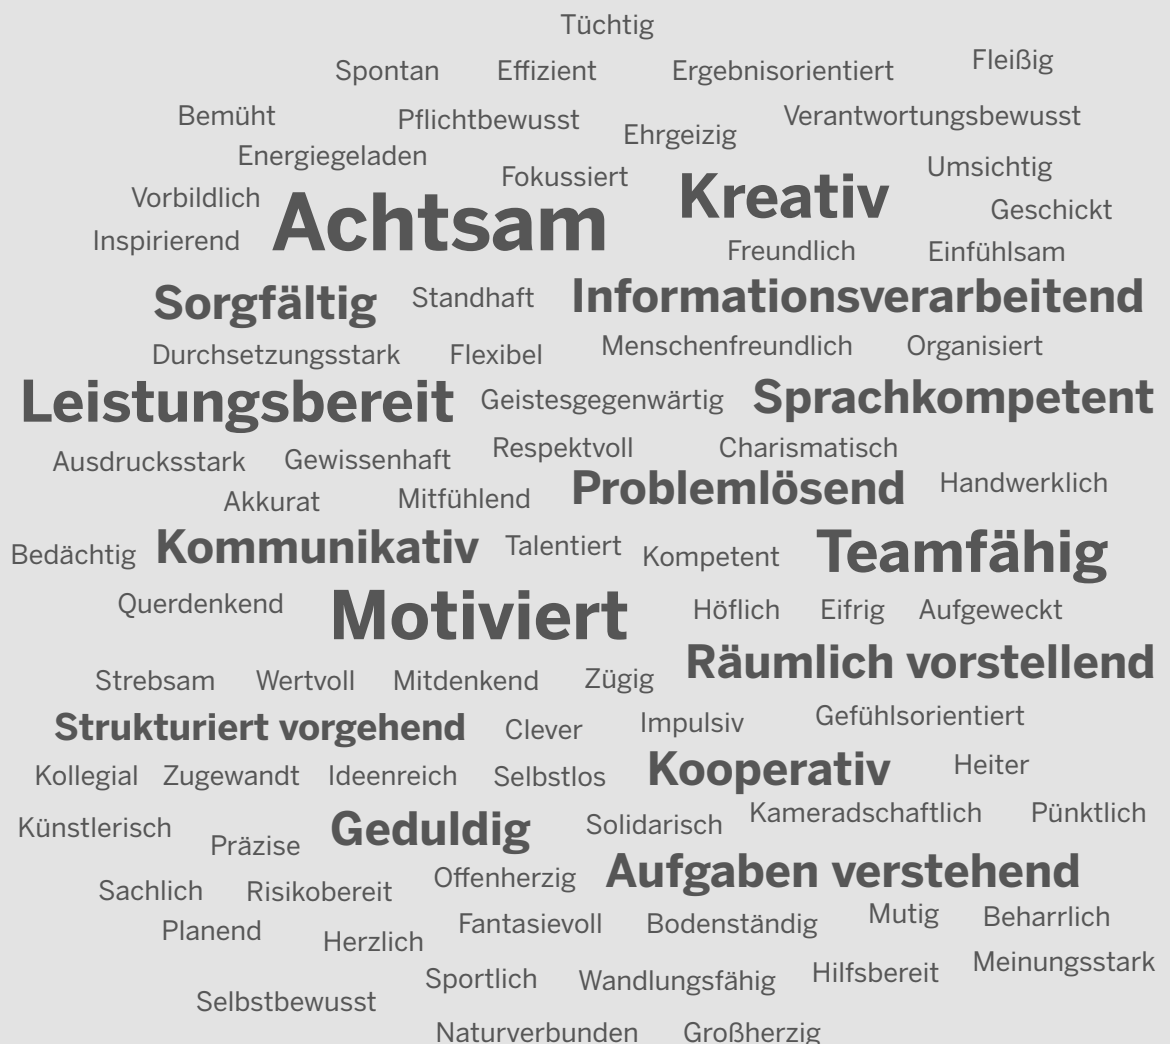 Tüchtig
Spontan Effizient Ergebnisorientiert Fleißig
Bemüht Pflichtbewusst Ehrgeizig Verantwortungsbewusst
Energiegeladen Fokussiert Umsichtig
Vorbildlich Achtsam Kreativ Geschickt
Inspirierend Freundlich Einfühlsam
Sorgfältig Standhaft Informationsverarbeitend
Durchsetzungsstark Flexibel Menschenfreundlich Organisiert
Leistungsbereit Geistesgegenwärtig Sprachkompetent
Ausdrucksstark Gewissenhaft Respektvoll Charismatisch
Akkurat Mitfühlend Problemlösend Handwerklich
Bedächtig Kommunikativ Talentiert Kompetent Teamfähig
Querdenkend Motiviert Höflich Eifrig Aufgeweckt
Strebsam Wertvoll Mitdenkend Zügig Räumlich vorstellend
Strukturiert vorgehend Clever Impulsiv Gefühlsorientiert
Kollegial Zugewandt Ideenreich Selbstlos Kooperativ Heiter
Künstlerisch Präzise Geduldig Solidarisch Kameradschaftlich Pünktlich
Sachlich Risikobereit Offenherzig Aufgaben verstehend
Planend Herzlich Fantasievoll Bodenständig Mutig Beharrlich
Sportlich Wandlungsfähig Hilfsbereit Meinungsstark
Selbstbewusst
Naturverbunden Großherzig